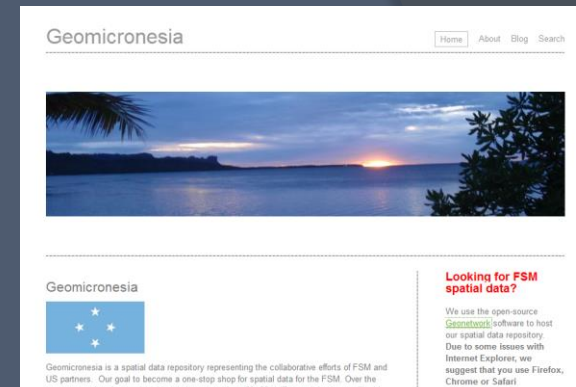 Geomicronesia
Home About Blog Search
Geomicronesia
Geomicronesia is a spatial data repository representing the collaborative efforts of FSM and
US partners. Our goal to become a one-stop shop for spatial data for the FSM. Over the
Looking for FSM
spatial data?
We use the open-source
Geonetwork software to host
our spatial data repository.
Due to some issues with
Internet Explorer, we
suggest that you use Firefox,
Chrome or Safari